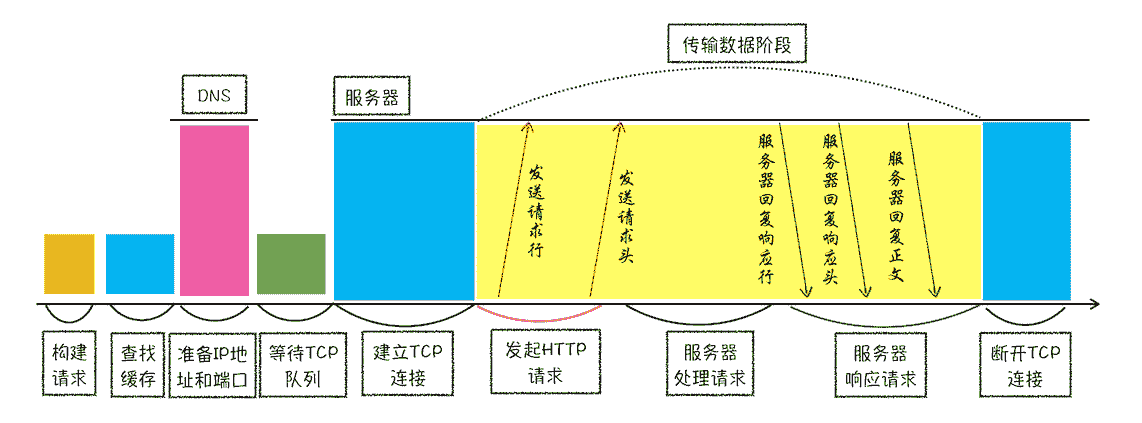 传输数据阶段
DNS
服务器
发送请求行
发送请求头
服务器回复响应行
服务器回复响应头
服务器回复正文
构建
请求
查找
缓存
准备IP地
址和端口
等待TCP
队列
建立TCP
连接
发起HTTP
请求
服务器
处理请求
服务器
响应请求
断开TCP
连接